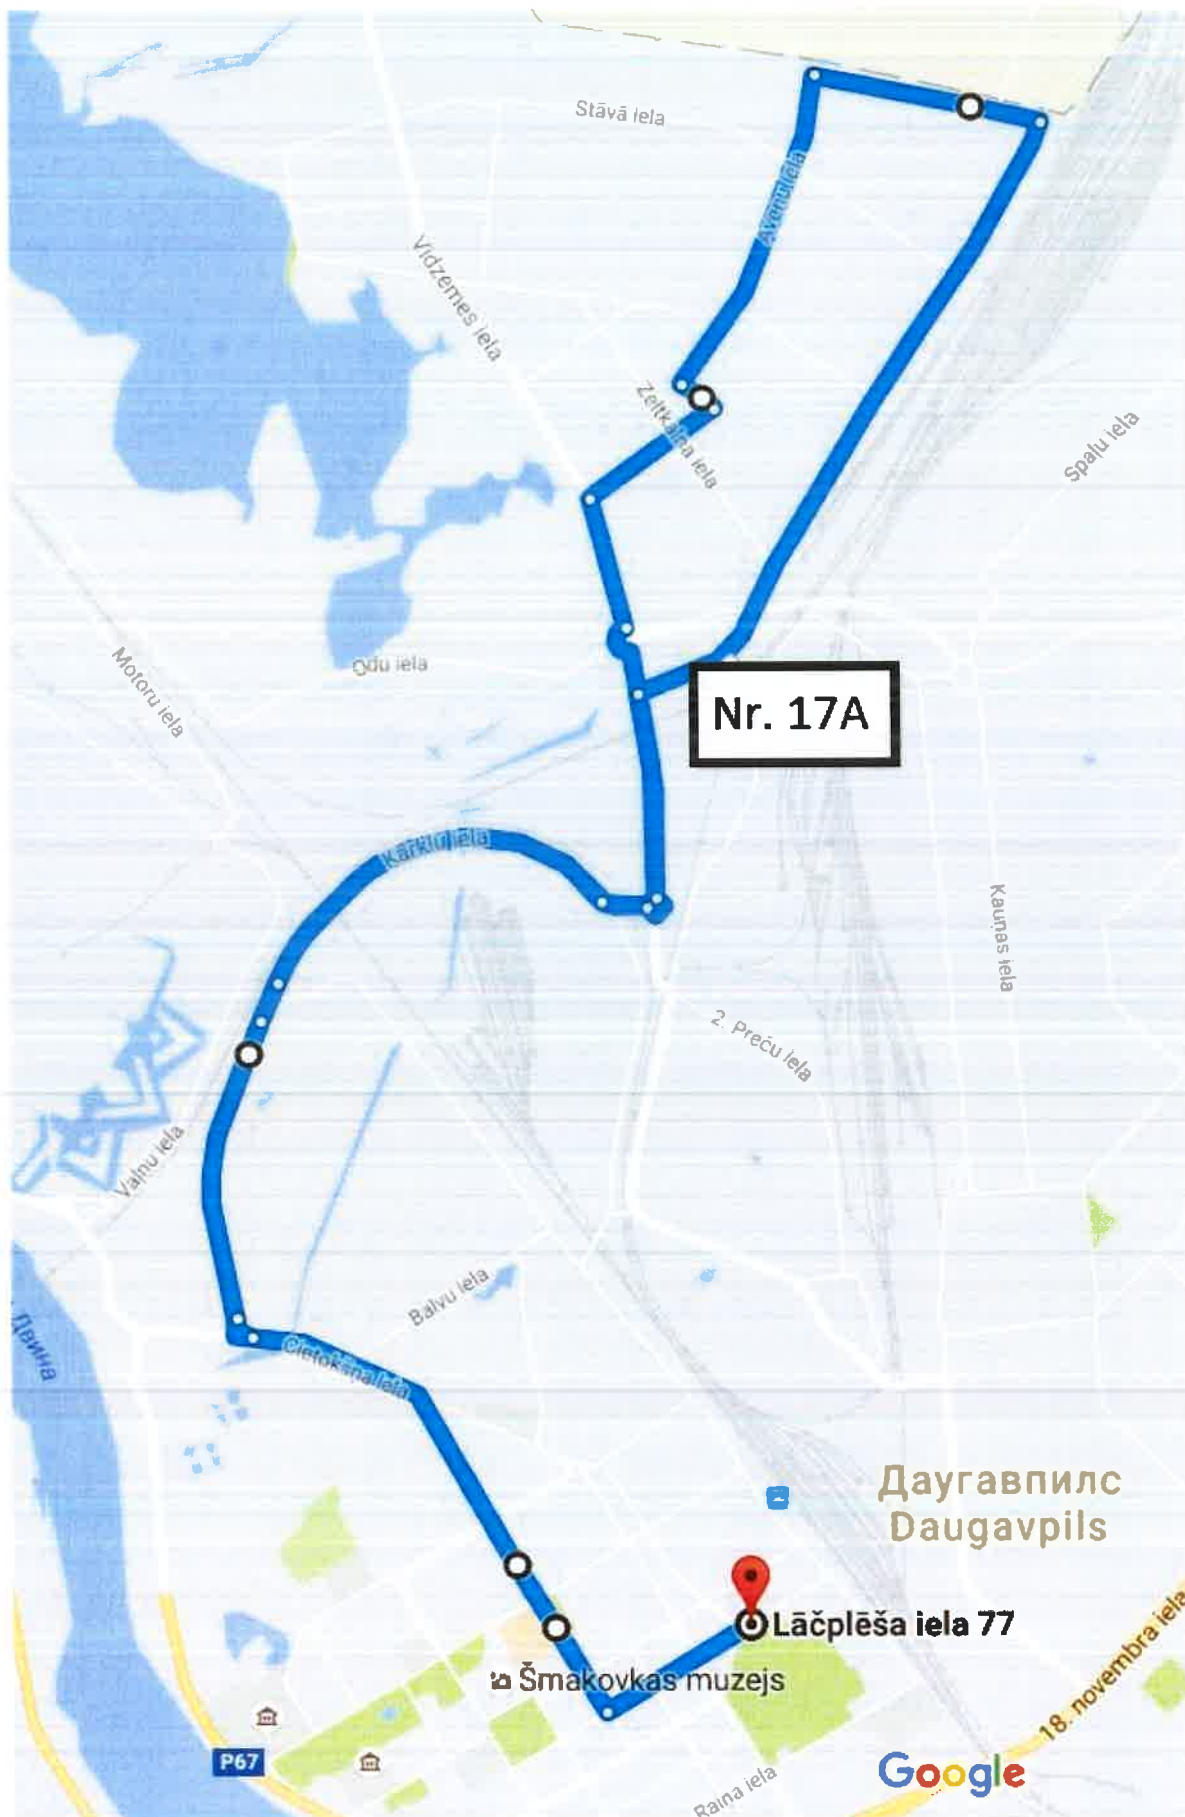 Stāvā iela
Avenu iela
Vidzemes iela
Zeltkalna iela
Spaļu iela
Motoru iela
Odu iela
Nr. 17A
Kārklu iela
Kauņas iela
2. Preču iela
Vaļņu iela
Balvu iela
Двина
Cietokšņa iela
Даугавпилс
Daugavpils
Lāčplēša iela 77
Šmakovkas muzejs
18. novembra iela
P67
Google
Raiņa iela